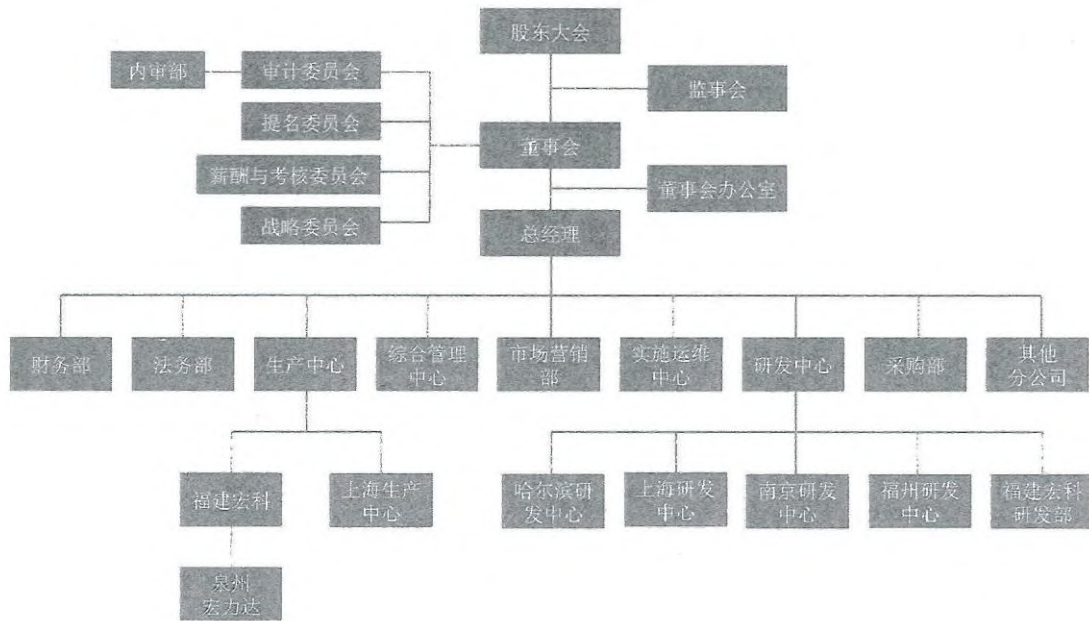 股东大会
内审部
审计委员会
监事会
提名委员会
董事会
薪酬与考核委员会
董事会办公室
战略委员会
总经理
财务部
法务部
生产中心
综合管理
中心
市场营销
部
实施运维
中心
研发中心
采购部
其他
分公司
福建宏科
上海生产
中心
哈尔滨研
发中心
上海研发
中心
南京研发
中心
福州研发
中心
福建宏科
研发部
泉州
宏力达